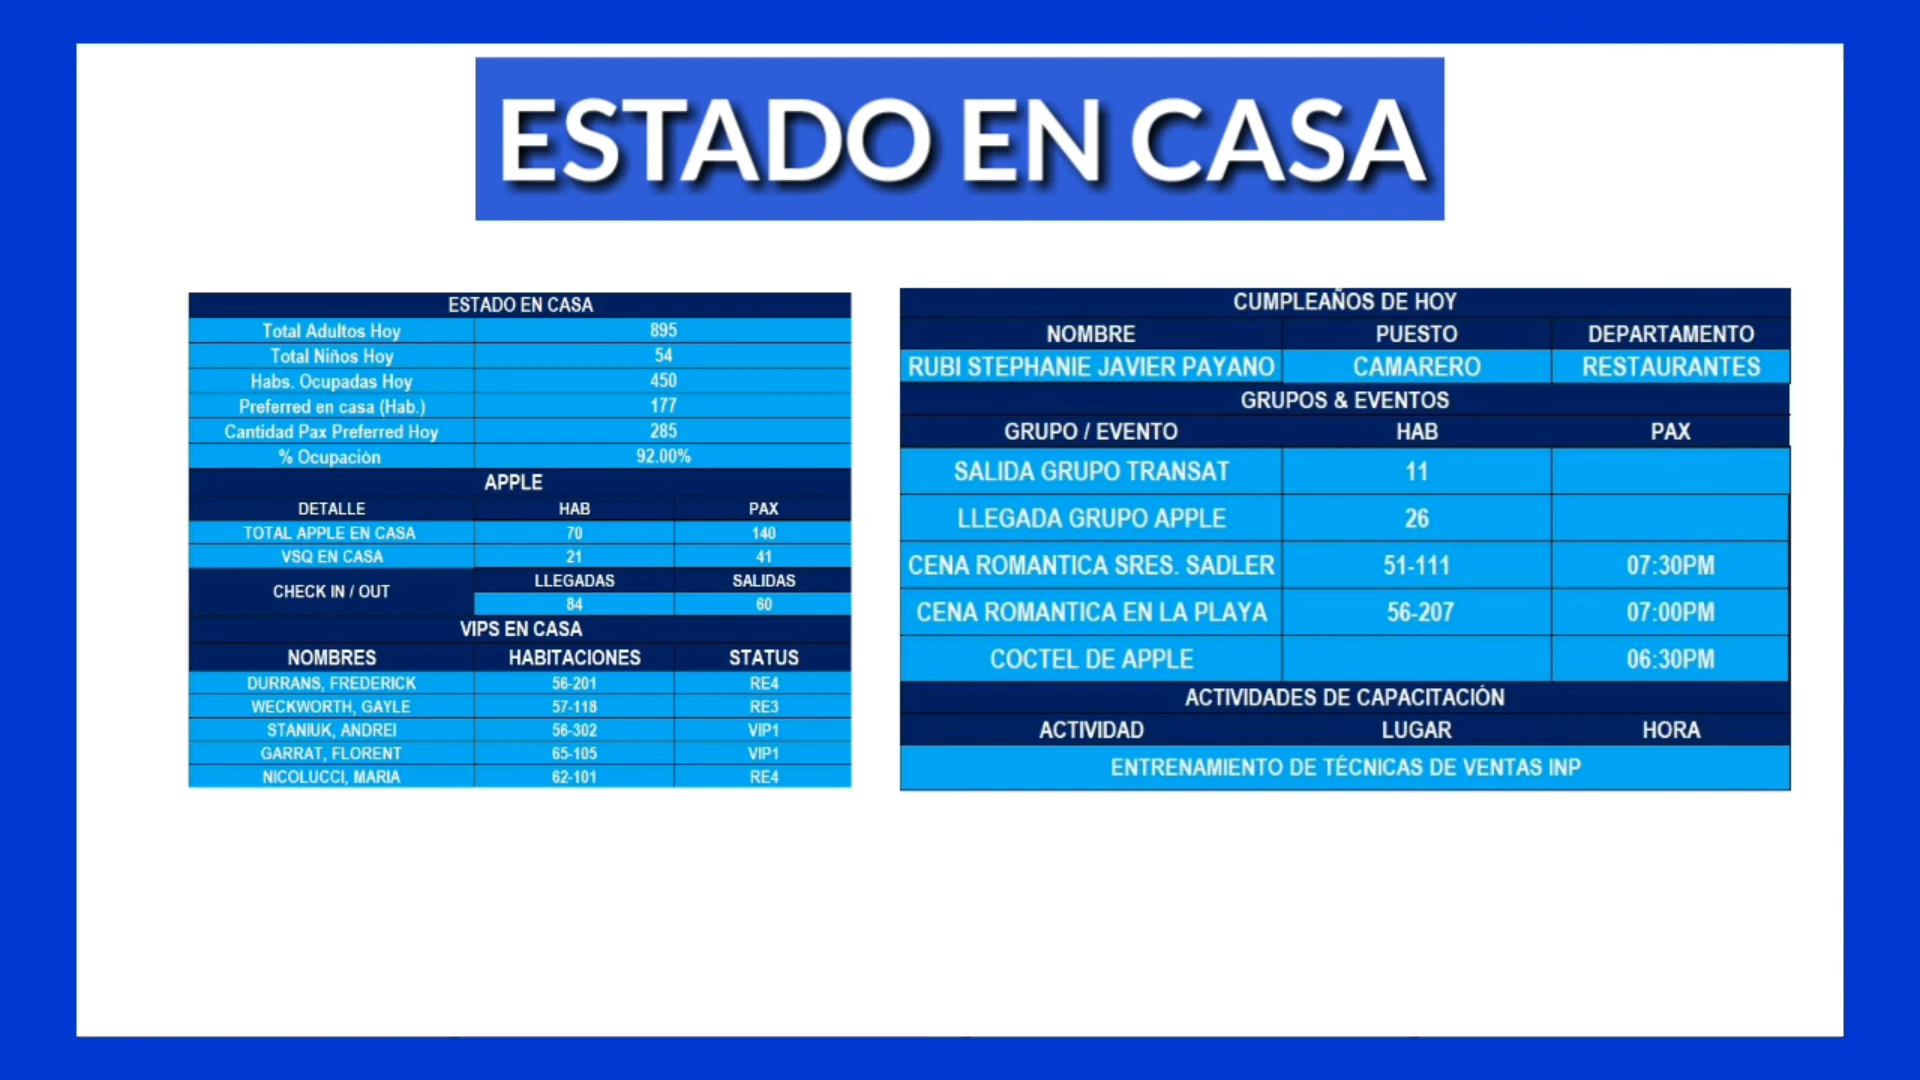 ESTADO EN CASA
ESTADO EN CASA
Total Adultos Hoy 895
Total Niños Hoy 54
Habs. Ocupadas Hoy 450
Preferred en casa (Hab.) 177
Cantidad Pax Preferred Hoy 285
% Ocupación 92.00%
APPLE
DETALLE HAB PAX
TOTAL APPLE EN CASA 70 140
VSQ EN CASA 21 41
CHECK IN / OUT LLEGADAS SALIDAS
84 60
VIPS EN CASA
NOMBRES HABITACIONES STATUS
DURRANS, FREDERICK 56-201 RE4
WECKWORTH, GAYLE 57-118 RE3
STANIUK, ANDREI 56-302 VIP1
GARRAT, FLORENT 65-105 VIP1
NICOLUCCI, MARIA 62-101 RE4
CUMPLEAÑOS DE HOY
NOMBRE PUESTO DEPARTAMENTO
RUBI STEPHANIE JAVIER PAYANO CAMARERO RESTAURANTES
GRUPOS & EVENTOS
GRUPO / EVENTO HAB PAX
SALIDA GRUPO TRANSAT 11
LLEGADA GRUPO APPLE 26
CENA ROMANTICA SRES. SADLER 51-111 07:30PM
CENA ROMANTICA EN LA PLAYA 56-207 07:00PM
COCTEL DE APPLE 06:30PM
ACTIVIDADES DE CAPACITACIÓN
ACTIVIDAD LUGAR HORA
ENTRENAMIENTO DE TÉCNICAS DE VENTAS INP